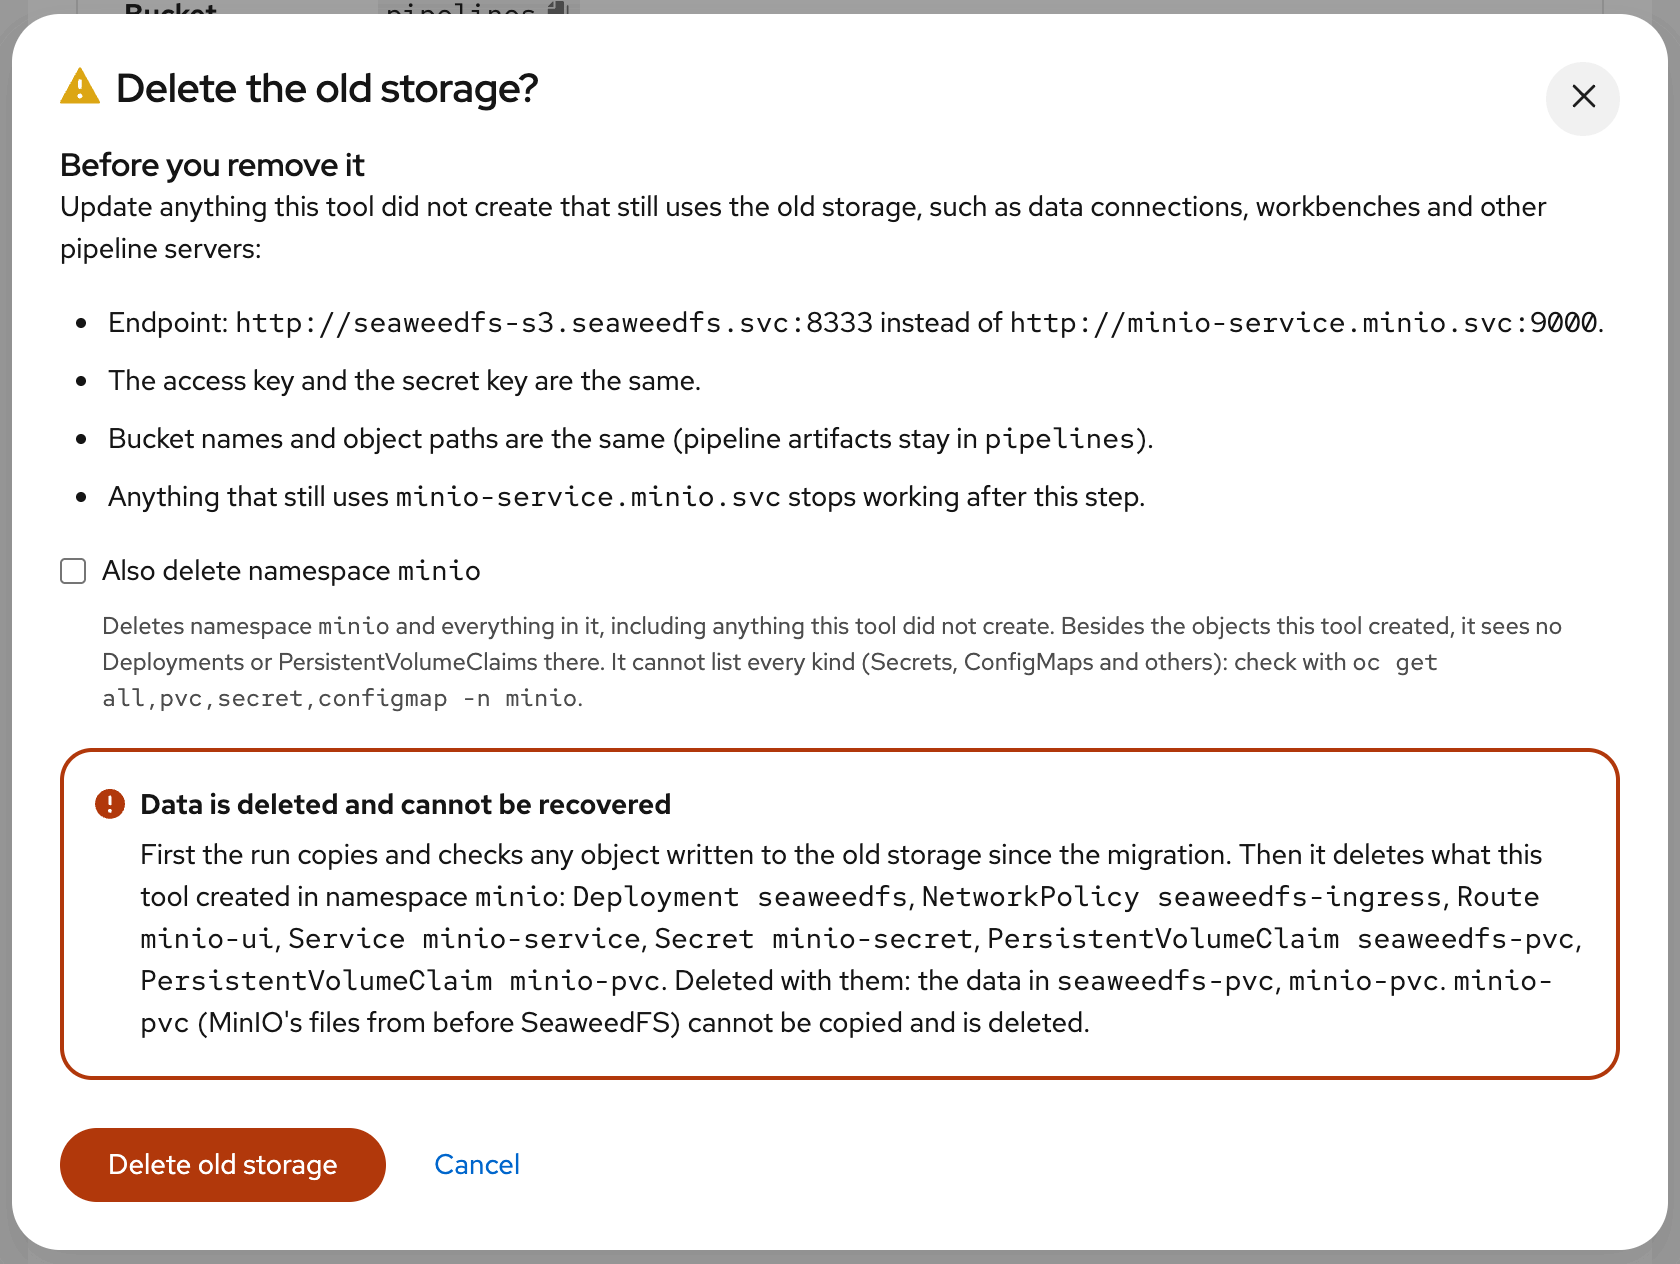 Bucket pipelines
Delete the old storage?
Before you remove it
Update anything this tool did not create that still uses the old storage, such as data connections, workbenches and other
pipeline servers:
Endpoint: http://seaweedfs-s3.seaweedfs.svc:8333 instead of http://minio-service.minio.svc:9000.
The access key and the secret key are the same.
Bucket names and object paths are the same (pipeline artifacts stay in pipelines).
Anything that still uses minio-service.minio.svc stops working after this step.
Also delete namespace minio
Deletes namespace minio and everything in it, including anything this tool did not create. Besides the objects this tool created, it sees no
Deployments or PersistentVolumeClaims there. It cannot list every kind (Secrets, ConfigMaps and others): check with oc get
all,pvc,secret,configmap -n minio.
Data is deleted and cannot be recovered
First the run copies and checks any object written to the old storage since the migration. Then it deletes what this
tool created in namespace minio: Deployment seaweedfs, NetworkPolicy seaweedfs-ingress, Route
minio-ui, Service minio-service, Secret minio-secret, PersistentVolumeClaim seaweedfs-pvc,
PersistentVolumeClaim minio-pvc. Deleted with them: the data in seaweedfs-pvc, minio-pvc. minio-
pvc (MinIO's files from before SeaweedFS) cannot be copied and is deleted.
Delete old storage Cancel